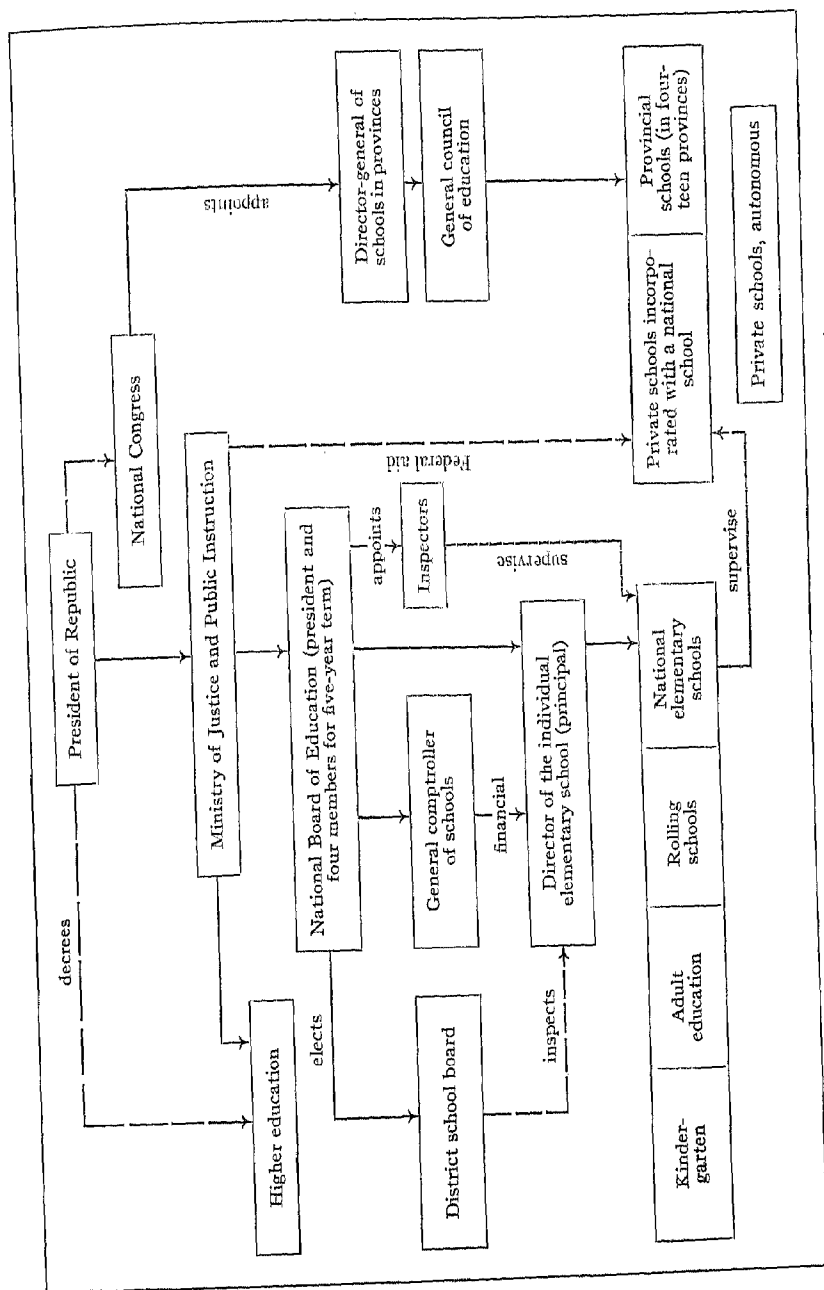 President of Republic
decrees
National Congress
appoints
Ministry of Justice and Public Instruction
Higher education
Director-general of
schools in provinces
National Board of Education (president and
four members for five-year term)
elects
appoints
Federal aid
General council
of education
District school board
General comptroller
of schools
Inspectors
financial
supervise
inspects
Director of the individual
elementary school (principal)
Kinder-
garten
Adult
education
Rolling
schools
National
elementary
schools
Private schools incorpo-
rated with a national
school
Provincial
schools (in four-
teen provinces)
supervise
Private schools, autonomous